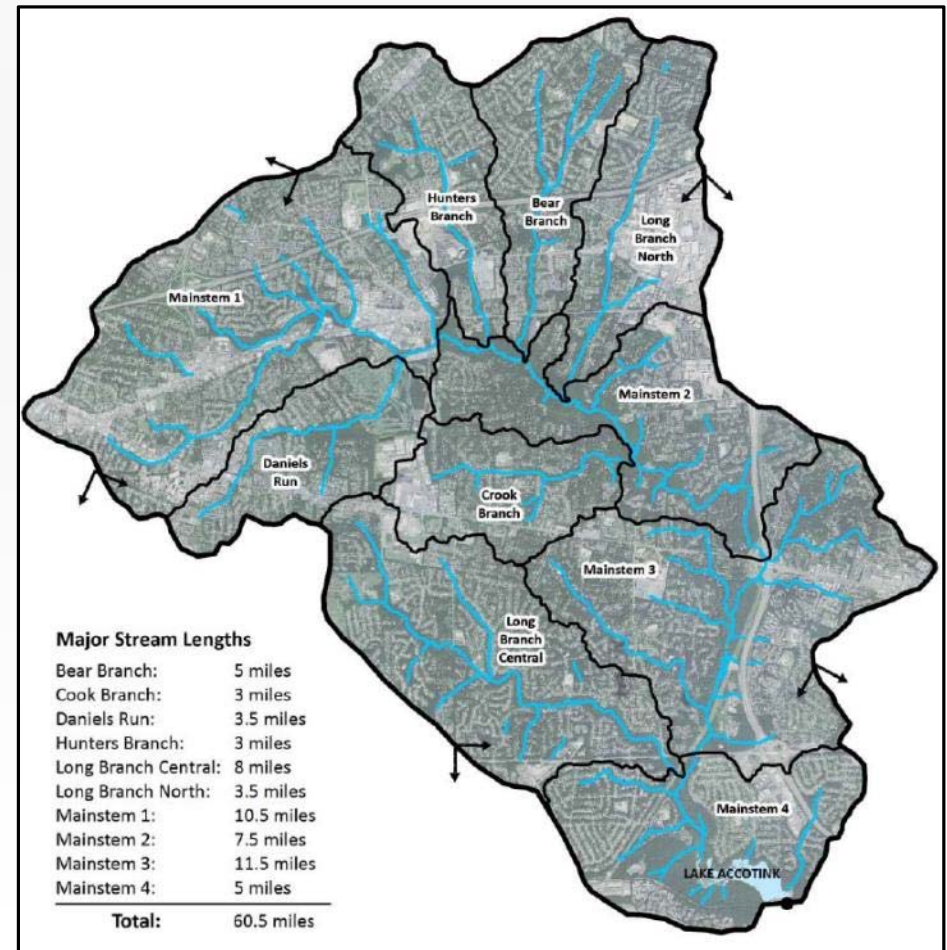 Hunters
Branch
Bear
Branch
Long
Branch
North
Mainstem 1
Mainstem 2
Daniels
Run
Crook
Branch
Mainstem 3
Long
Branch
Central
Mainstem 4
LAKE ACCOTINK
Major Stream Lengths
Bear Branch: 5 miles
Cook Branch: 3 miles
Daniels Run: 3.5 miles
Hunters Branch: 3 miles
Long Branch Central: 8 miles
Long Branch North: 3.5 miles
Mainstem 1: 10.5 miles
Mainstem 2: 7.5 miles
Mainstem 3: 11.5 miles
Mainstem 4: 5 miles
Total: 60.5 miles